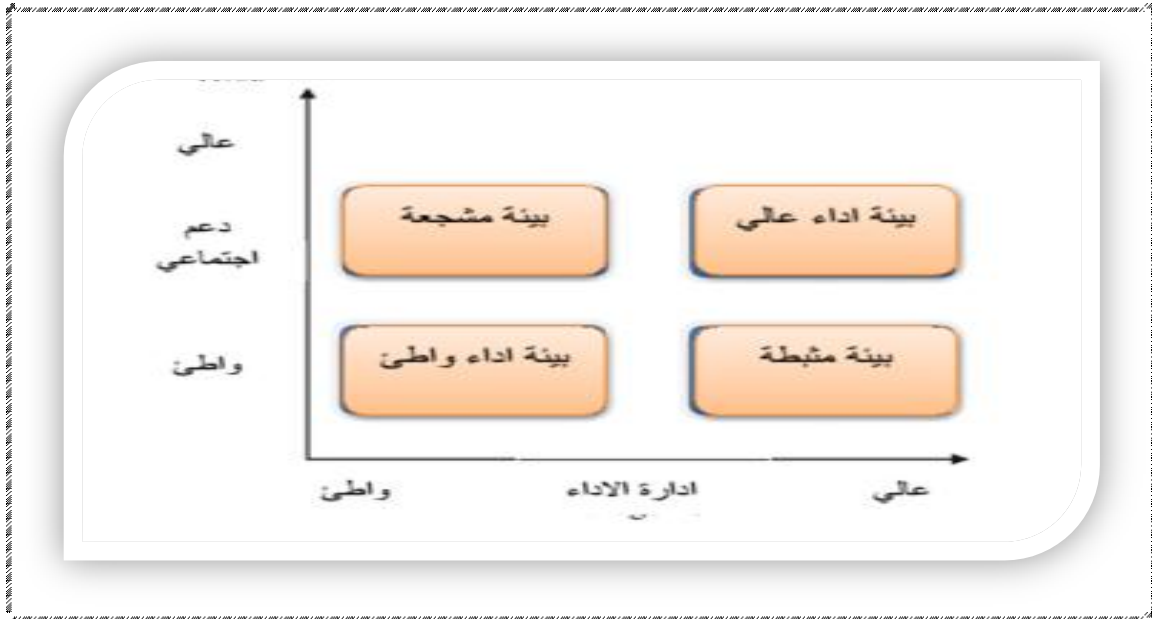 عالي
دعم
اجتماعي
واطئ
بيئة مشجعة
بيئة اداء عالي
بيئة اداء واطئ
بيئة مثبطة
واطئ
ادارة الاداء
عالي